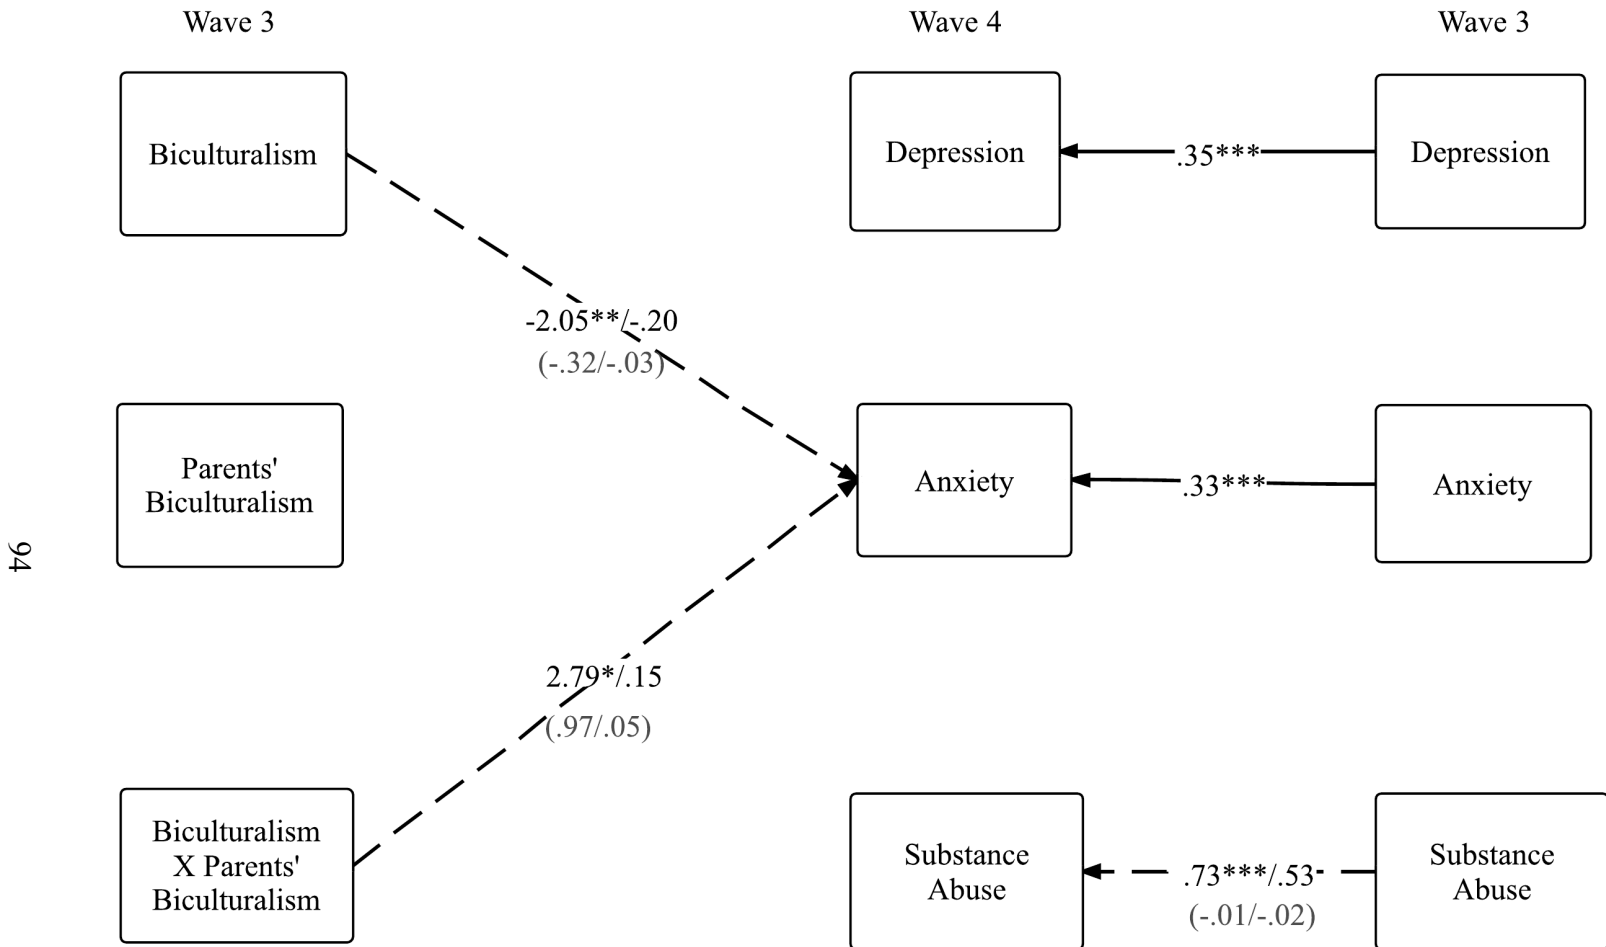 Wave 3
Wave 4
Wave 3
Biculturalism
Depression
.35***
Depression
-2.05**/-.20
(-.32/-.03)
Parents'
Biculturalism
Anxiety
.33***
Anxiety
94
2.79*/.15
(.97/.05)
Biculturalism
X Parents'
Biculturalism
Substance
Abuse
.73***/.53
(-.01/-.02)
Substance
Abuse